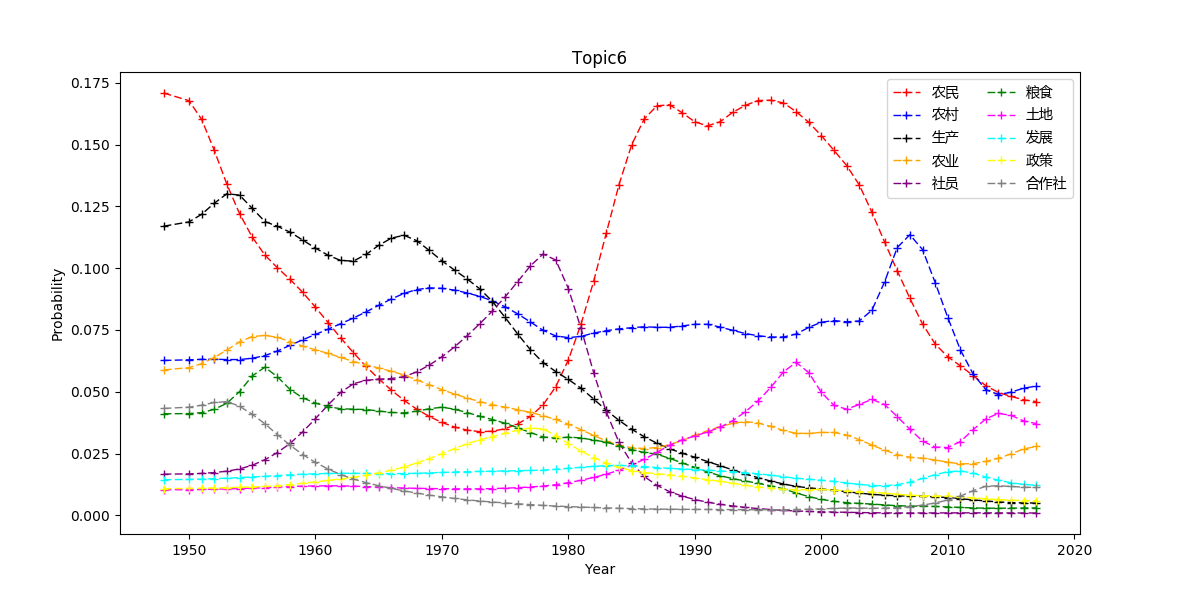 Topic6
0.175
0.150
0.125
0.100
0.075
0.050
0.025
0.000
Probability
农民
农村
生产
农业
社员
粮食
土地
发展
政策
合作社
1950
1960
1970
1980
1990
2000
2010
2020
Year